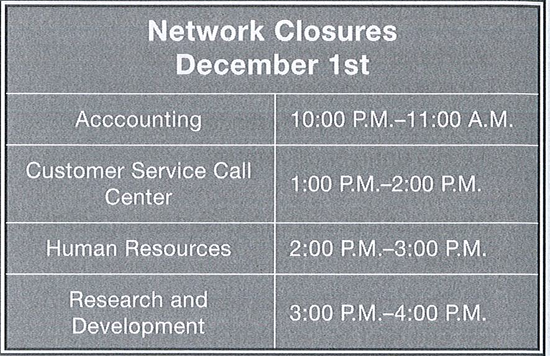 Network Closures
December 1st
Acccounting 10:00 P.M.–11:00 A.M.
Customer Service Call
Center 1:00 P.M.–2:00 P.M.
Human Resources 2:00 P.M.–3:00 P.M.
Research and
Development 3:00 P.M.–4:00 P.M.